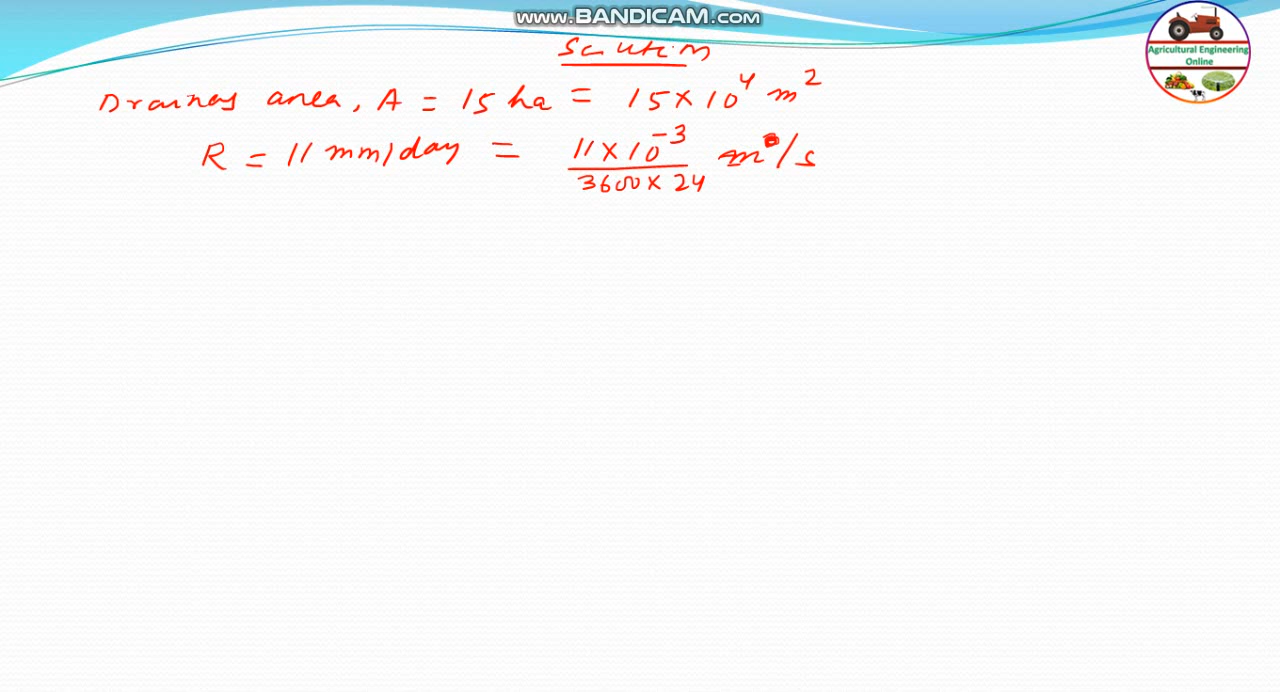 www.BANDICAM.com
Agricultural Engineering
Online
Solution
Drainage area, A = 15 ha = 15 × 10⁴ m²
R = 11 mm/day = 11 × 10⁻³ / 3600 × 24 m/s